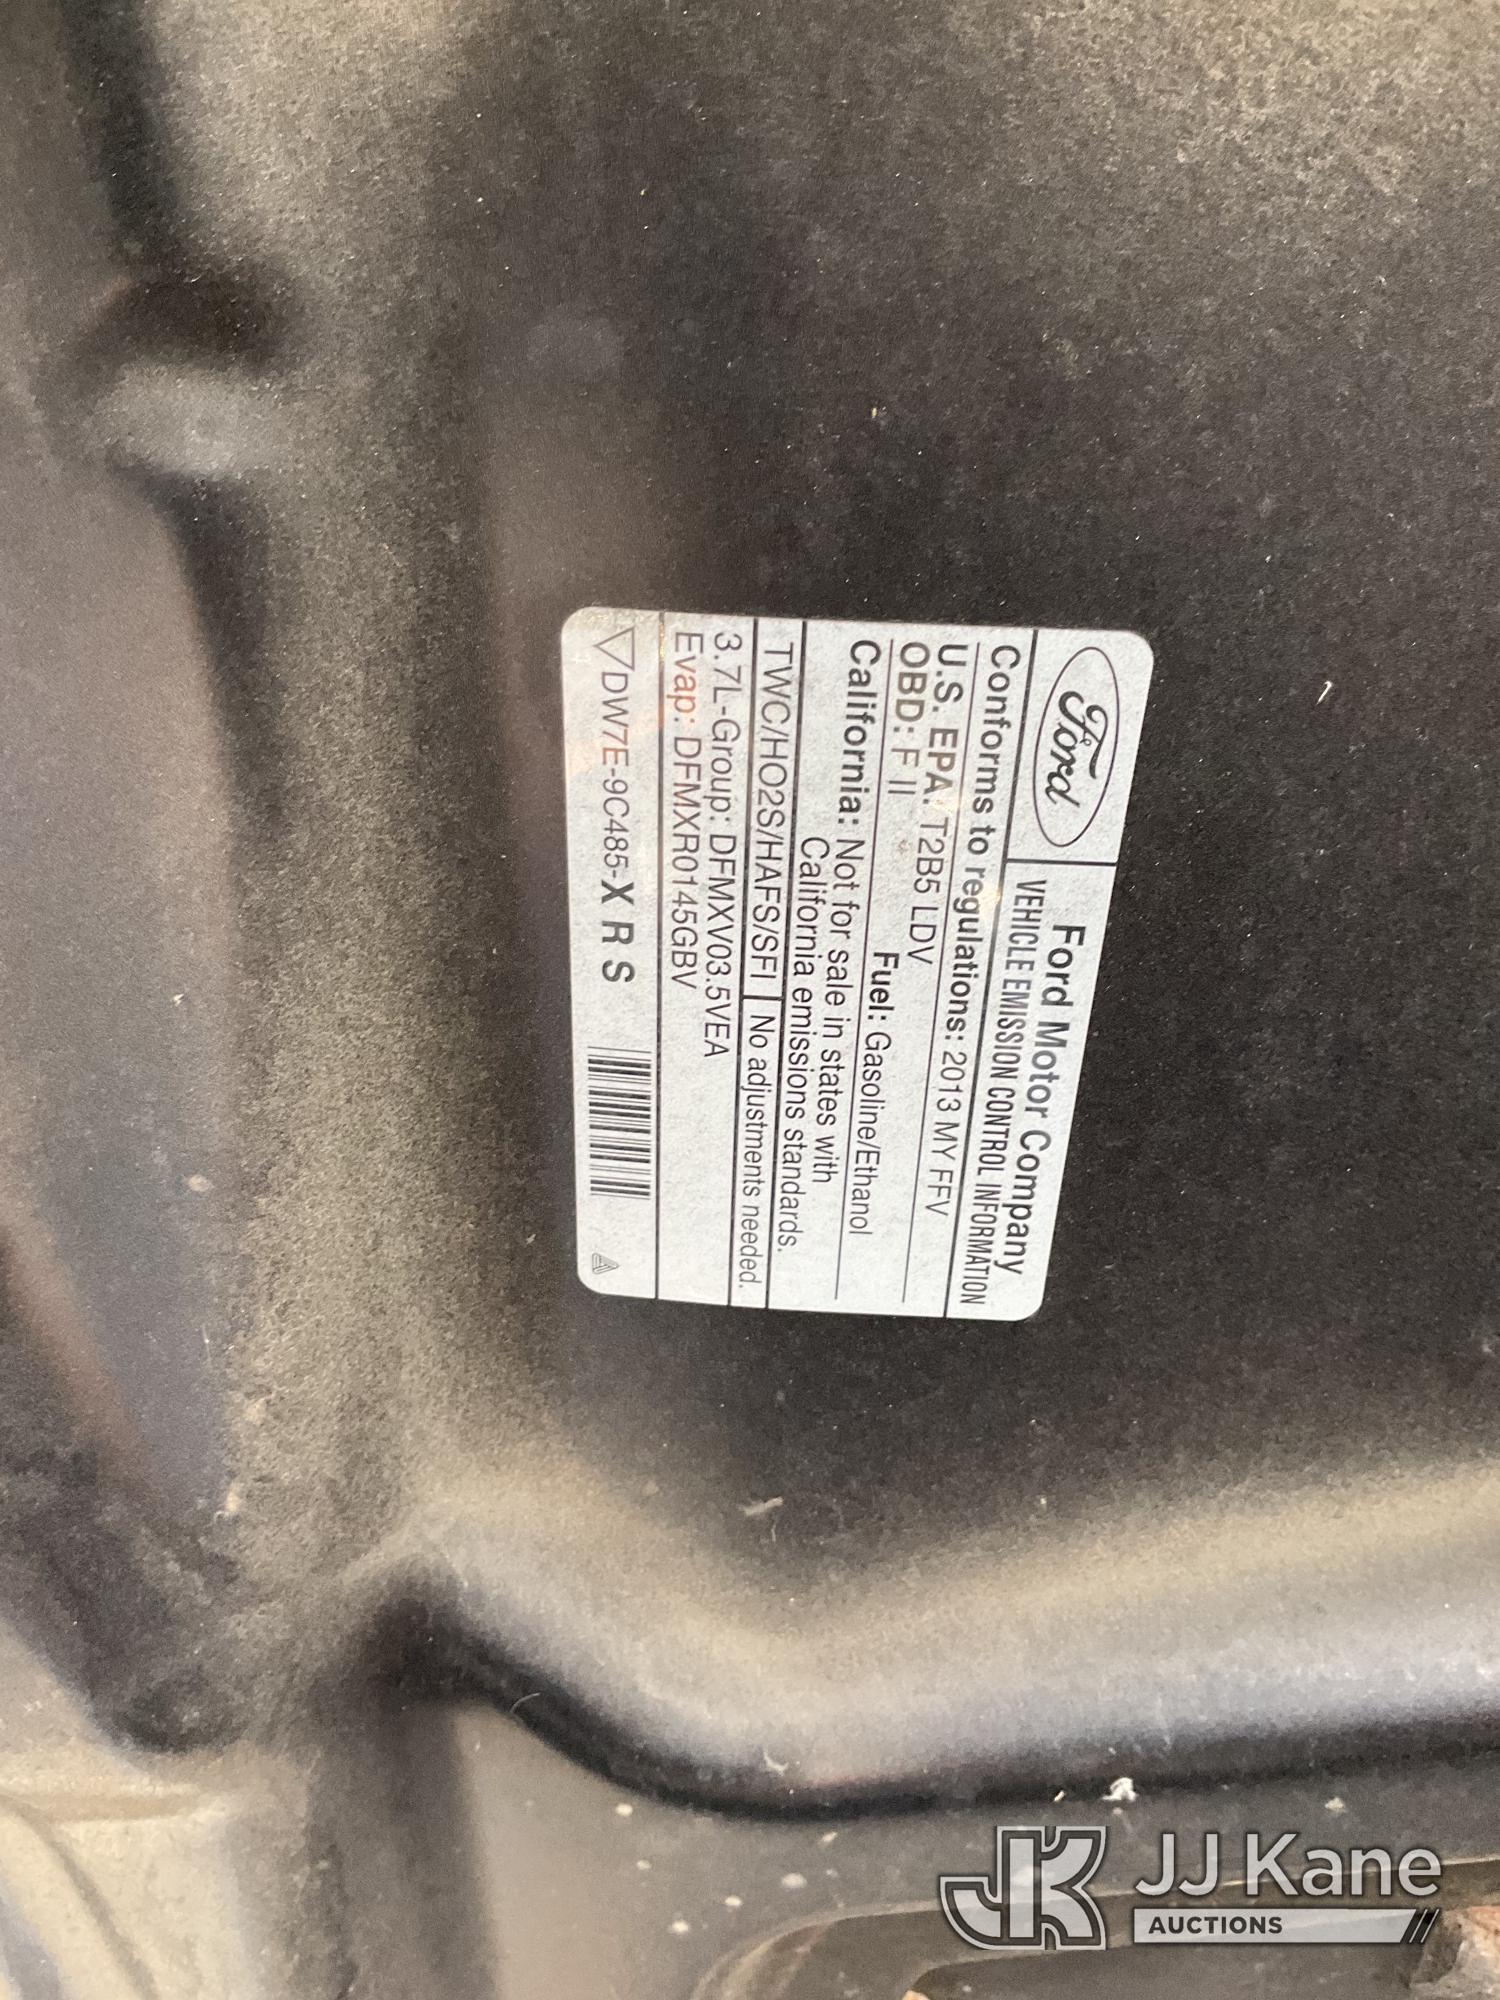 Ford
Ford Motor Company
VEHICLE EMISSION CONTROL INFORMATION
Conforms to regulations: 2013 MY FFV
U.S. EPA: T2B5 LDV
OBD: F II Fuel: Gasoline/Ethanol
California: Not for sale in states with
California emissions standards.
TWC/HO2S/HAFS/SFI No adjustments needed.
3.7L-Group: DFMXV03.5VEA
Evap: DFMXR0145GBV
DW7E-9C485-X R S
JK JJ Kane
AUCTIONS